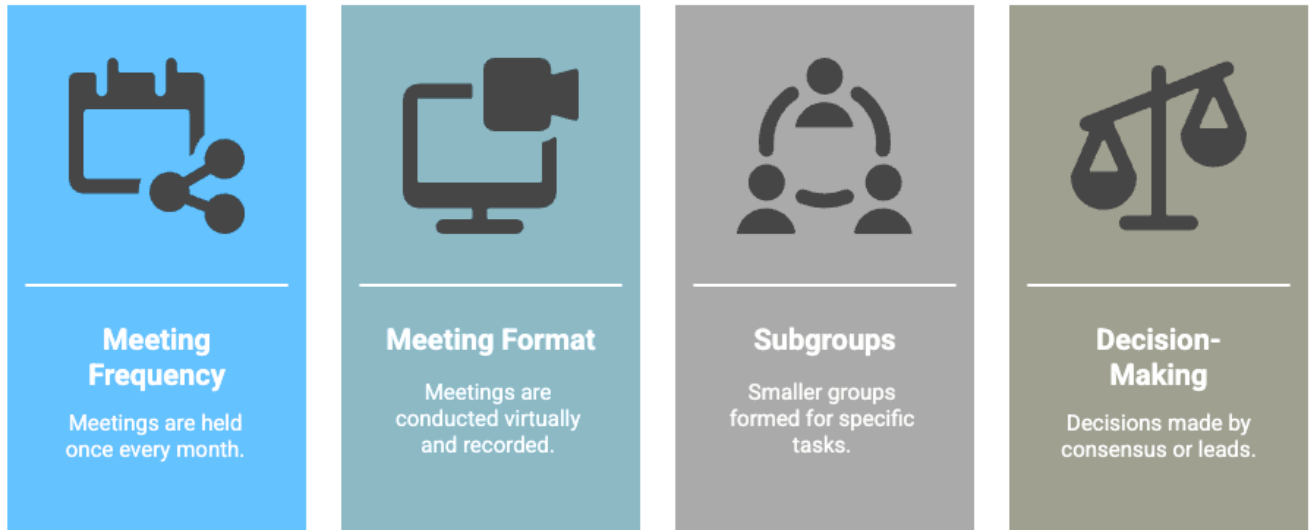 Meeting
Frequency
Meetings are held
once every month.
Meeting Format
Meetings are
conducted virtually
and recorded.
Subgroups
Smaller groups
formed for specific
tasks.
Decision-
Making
Decisions made by
consensus or leads.